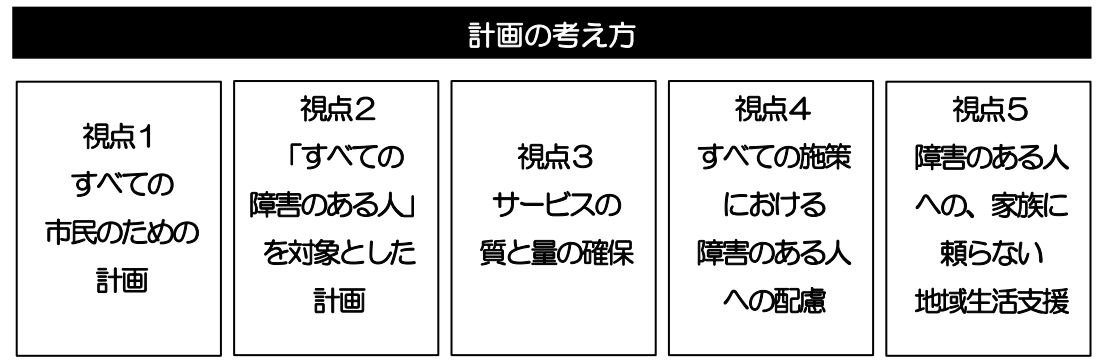 計画の考え方
視点１
すべての
市民のための
計画
視点２
「すべての
障害のある人」
を対象とした
計画
視点３
サービスの
質と量の確保
視点４
すべての施策
における
障害のある人
への配慮
視点５
障害のある人
への、家族に
頼らない
地域生活支援